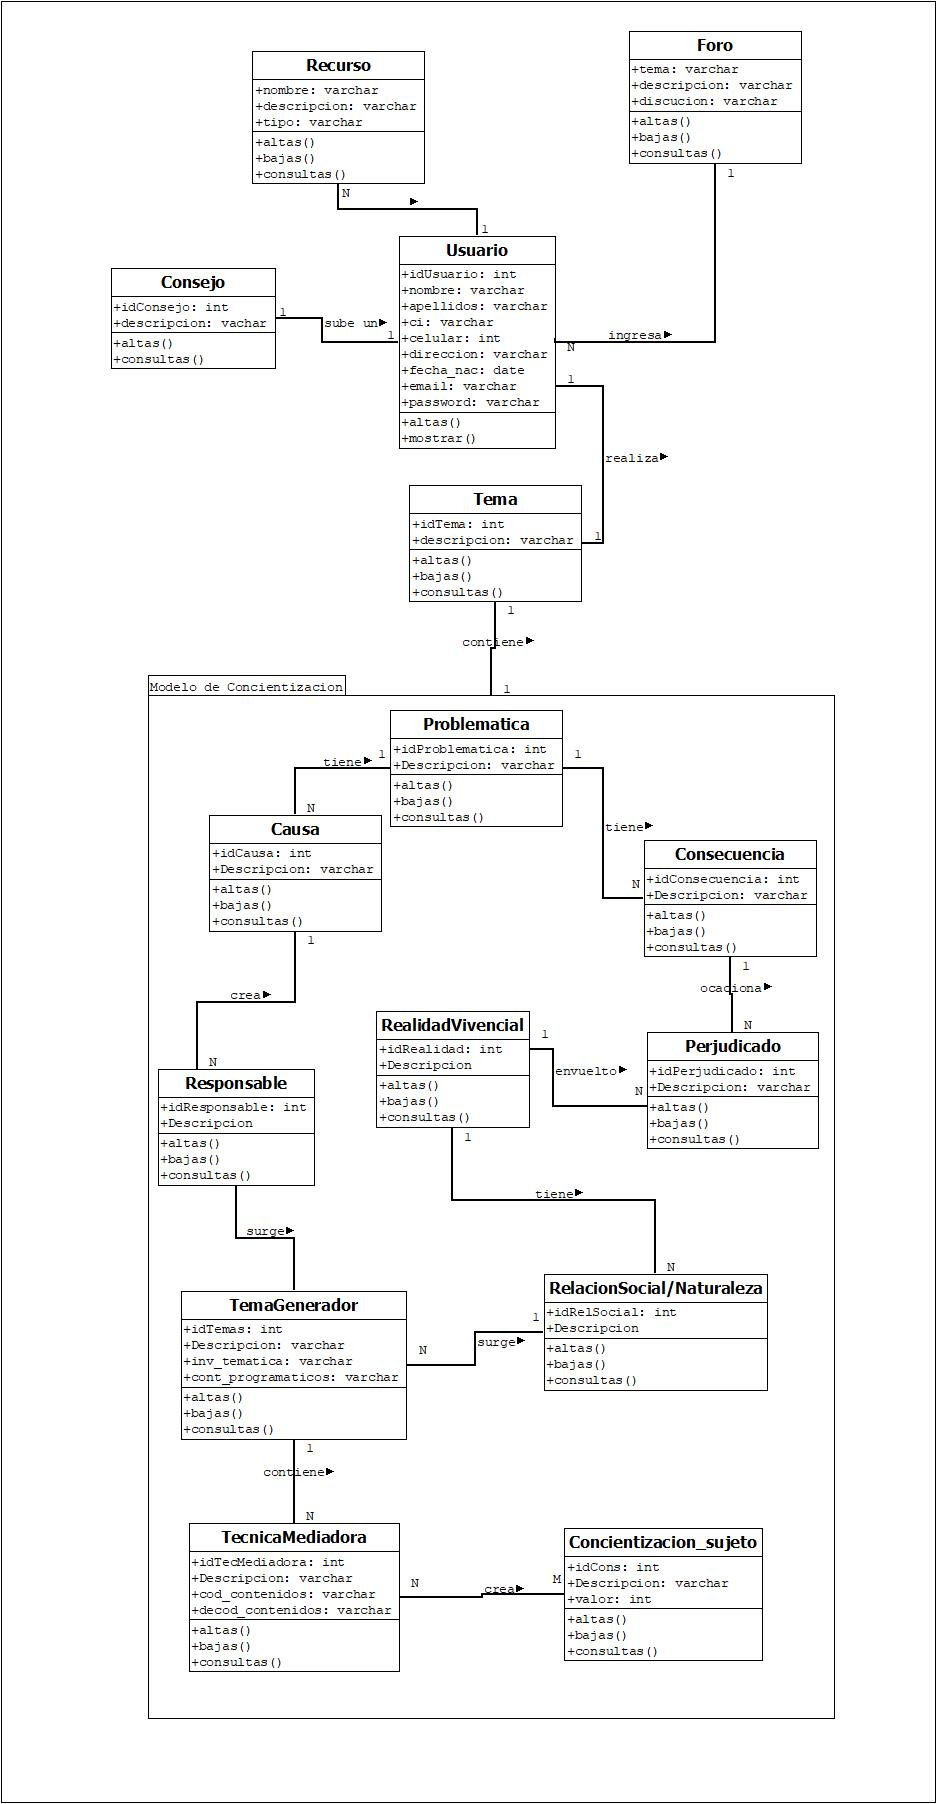 Foro
+tema: varchar
+descripcion: varchar
+discucion: varchar
+altas()
+bajas()
+consultas()
1
Recurso
+nombre: varchar
+descripcion: varchar
+tipo: varchar
+altas()
+bajas()
+consultas()
N
1
Usuario
+idUsuario: int
+nombre: varchar
+apellidos: varchar
+ci: varchar
+celular: int
+direccion: varchar
+fecha_nac: date
+email: varchar
+password: varchar
+altas()
+mostrar()
Consejo
+idConsejo: int
+descripcion: vachar
+altas()
+consultas()
1
sube un
1
ingresa
N
1
realiza
1
Tema
+idTema: int
+descripcion: varchar
+altas()
+bajas()
+consultas()
1
contiene
1
Modelo de Concientizacion
Problematica
+idProblematica: int
+Descripcion: varchar
+altas()
+bajas()
+consultas()
1
tiene
N
1
tiene
N
Causa
+idCausa: int
+Descripcion: varchar
+altas()
+bajas()
+consultas()
1
crea
N
Consecuencia
+idConsecuencia: int
+Descripcion: varchar
+altas()
+bajas()
+consultas()
1
ocaciona
N
RealidadVivencial
+idRealidad: int
+Descripcion
+altas()
+bajas()
+consultas()
1
envuelto
N
Perjudicado
+idPerjudicado: int
+Descripcion: varchar
+altas()
+bajas()
+consultas()
Responsable
+idResponsable: int
+Descripcion
+altas()
+bajas()
+consultas()
1
tiene
N
surge
TemaGenerador
+idTemas: int
+Descripcion: varchar
+inv_tematica: varchar
+cont_programaticos: varchar
+altas()
+bajas()
+consultas()
RelacionSocial/Naturaleza
+idRelSocial: int
+Descripcion
+altas()
+bajas()
+consultas()
1
surge
N
1
contiene
N
TecnicaMediadora
+idTecMediadora: int
+Descripcion: varchar
+cod_contenidos: varchar
+decod_contenidos: varchar
+altas()
+bajas()
+consultas()
N
crea
M
Concientizacion_sujeto
+idCons: int
+Descripcion: varchar
+valor: int
+altas()
+bajas()
+consultas()